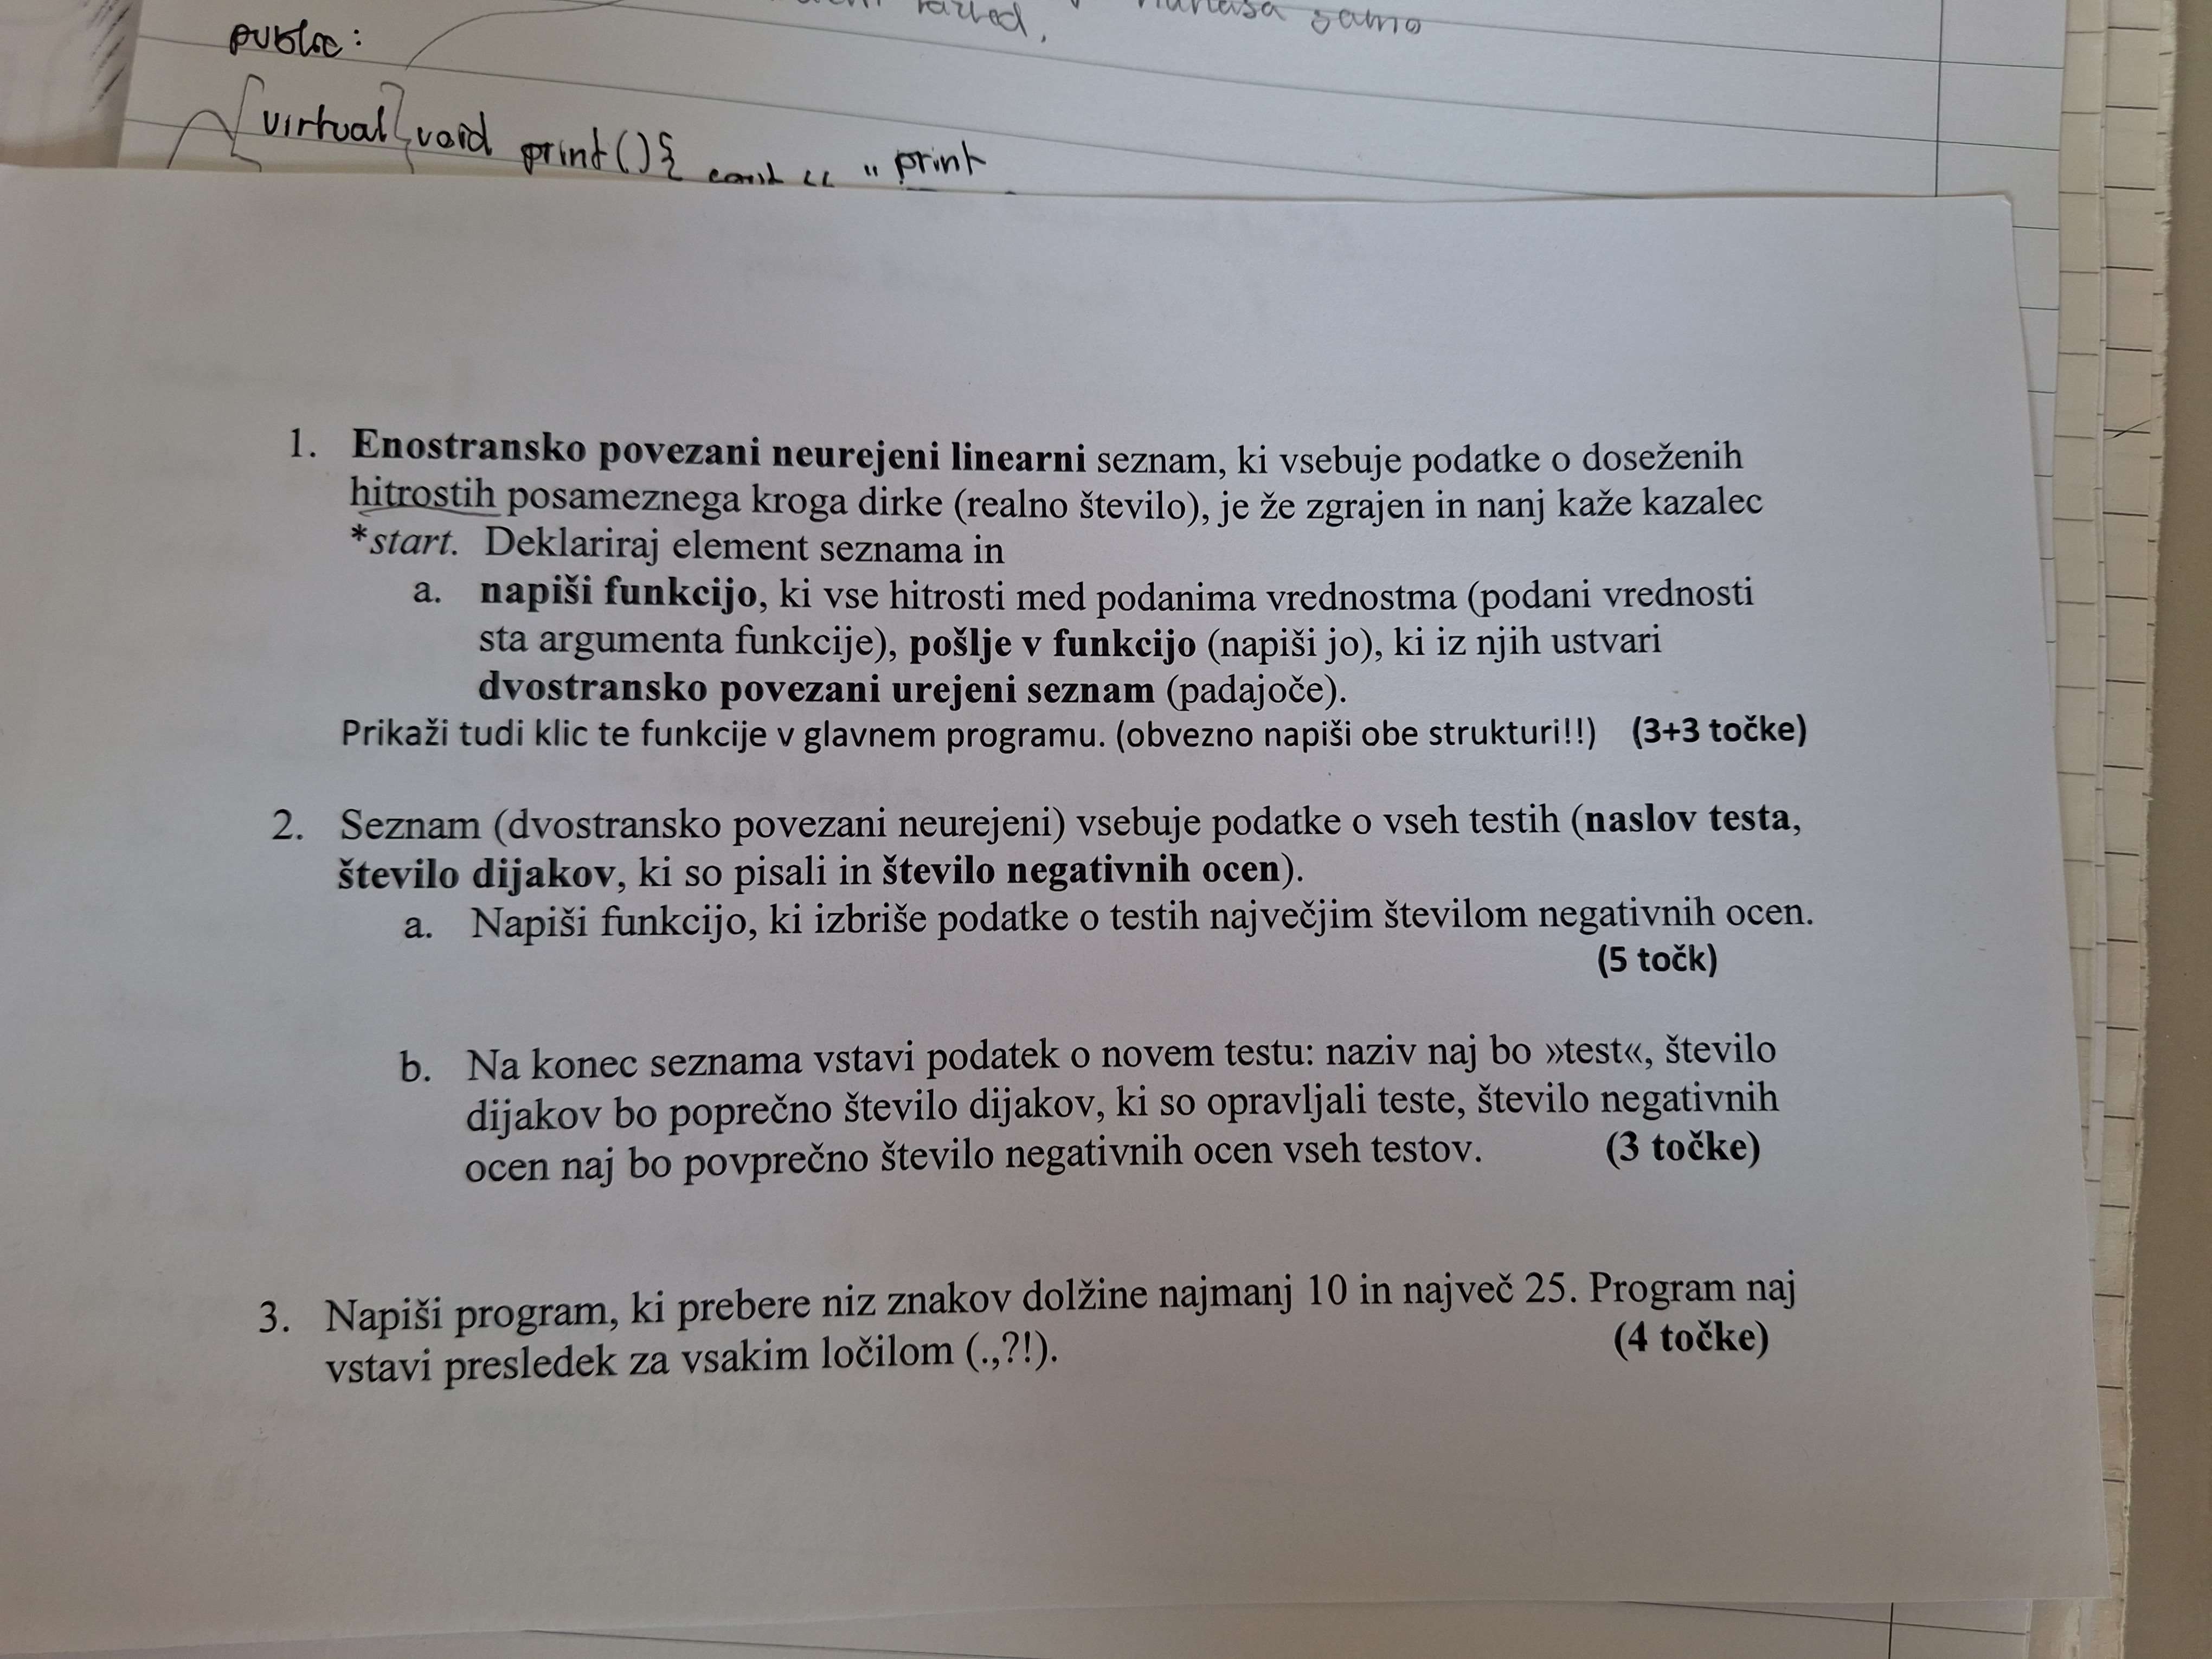 razred, nanaša samo
public:
[virtual] void print(){ cout << " print
1. Enostransko povezani neurejeni linearni seznam, ki vsebuje podatke o doseženih
hitrostih posameznega kroga dirke (realno število), je že zgrajen in nanj kaže kazalec
*start. Deklariraj element seznama in
a. napiši funkcijo, ki vse hitrosti med podanima vrednostma (podani vrednosti
sta argumenta funkcije), pošlje v funkcijo (napiši jo), ki iz njih ustvari
dvostransko povezani urejeni seznam (padajoče).
Prikaži tudi klic te funkcije v glavnem programu. (obvezno napiši obe strukturi!!) (3+3 točke)
2. Seznam (dvostransko povezani neurejeni) vsebuje podatke o vseh testih (naslov testa,
število dijakov, ki so pisali in število negativnih ocen).
a. Napiši funkcijo, ki izbriše podatke o testih največjim številom negativnih ocen.
(5 točk)
b. Na konec seznama vstavi podatek o novem testu: naziv naj bo »test«, število
dijakov bo poprečno število dijakov, ki so opravljali teste, število negativnih
ocen naj bo povprečno število negativnih ocen vseh testov. (3 točke)
3. Napiši program, ki prebere niz znakov dolžine najmanj 10 in največ 25. Program naj
vstavi presledek za vsakim ločilom (.,?!). (4 točke)